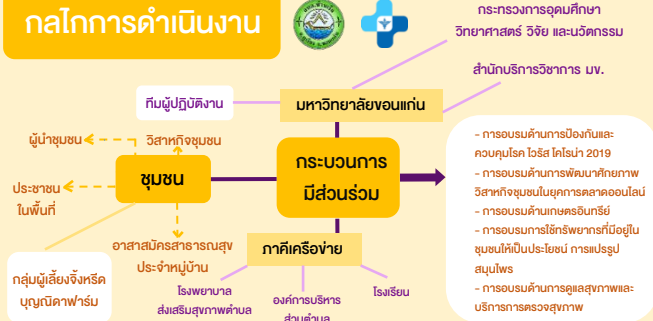 กลไกการดำเนินงาน
กระทรวงการอุดมศึกษา
วิทยาศาสตร์ วิจัย และนวัตกรรม
สำนักบริการวิชาการ มข.
ทีมผู้ปฏิบัติงาน
มหาวิทยาลัยขอนแก่น
ผู้นำชุมชน
วิสาหกิจชุมชน
ชุมชน
ประชาชน
ในพื้นที่
อาสาสมัครสาธารณสุข
ประจำหมู่บ้าน
กลุ่มผู้เลี้ยงจิ้งหรีด
บุญณิดาฟาร์ม
กระบวนการ
มีส่วนร่วม
ภาคีเครือข่าย
โรงพยาบาล
ส่งเสริมสุขภาพตำบล
องค์การบริหาร
ส่วนตำบล
โรงเรียน
- การอบรมด้านการป้องกันและ
ควบคุมโรค ไวรัส โคโรน่า 2019
- การอบรมด้านการพัฒนาศักยภาพ
วิสาหกิจชุมชนในยุคการตลาดออนไลน์
- การอบรมด้านเกษตรอินทรีย์
- การอบรมการใช้ทรัพยากรที่มีอยู่ใน
ชุมชนให้เป็นประโยชน์ การแปรรูป
สมุนไพร
- การอบรมด้านการดูแลสุขภาพและ
บริการการตรวจสุขภาพ